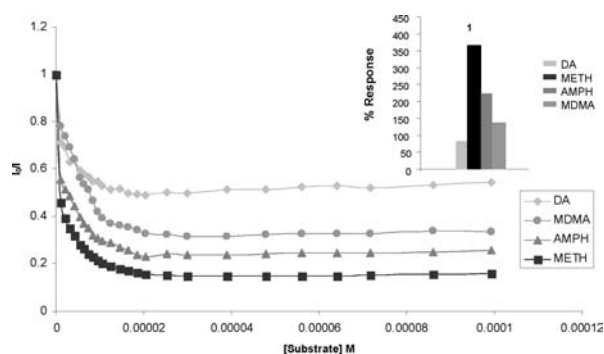 1.2
1
0.8
0.6
0.4
0.2
0
I₀/I
0
0.00002
0.00004
0.00006
0.00008
0.0001
0.00012
[Substrate] M
450
400
350
300
250
200
150
100
50
0
% Response
1
DA
METH
AMPH
MDMA
DA
MDMA
AMPH
METH